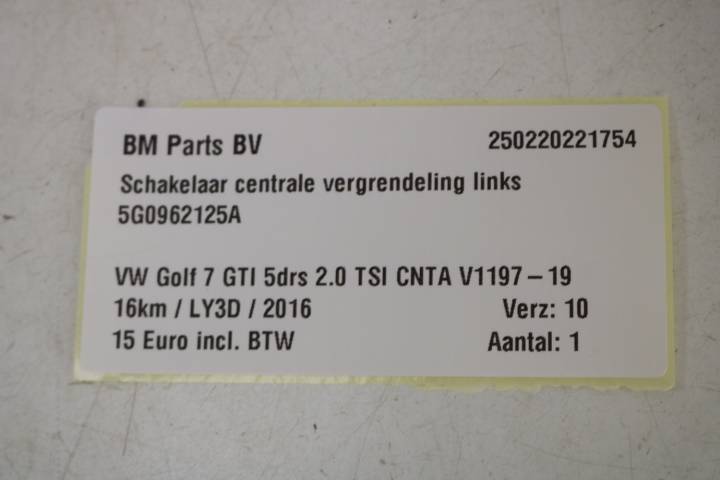 BM Parts BV 250220221754
Schakelaar centrale vergrendeling links
5G0962125A
VW Golf 7 GTI 5drs 2.0 TSI CNTA V1197 – 19
16km / LY3D / 2016 Verz: 10
15 Euro incl. BTW Aantal: 1